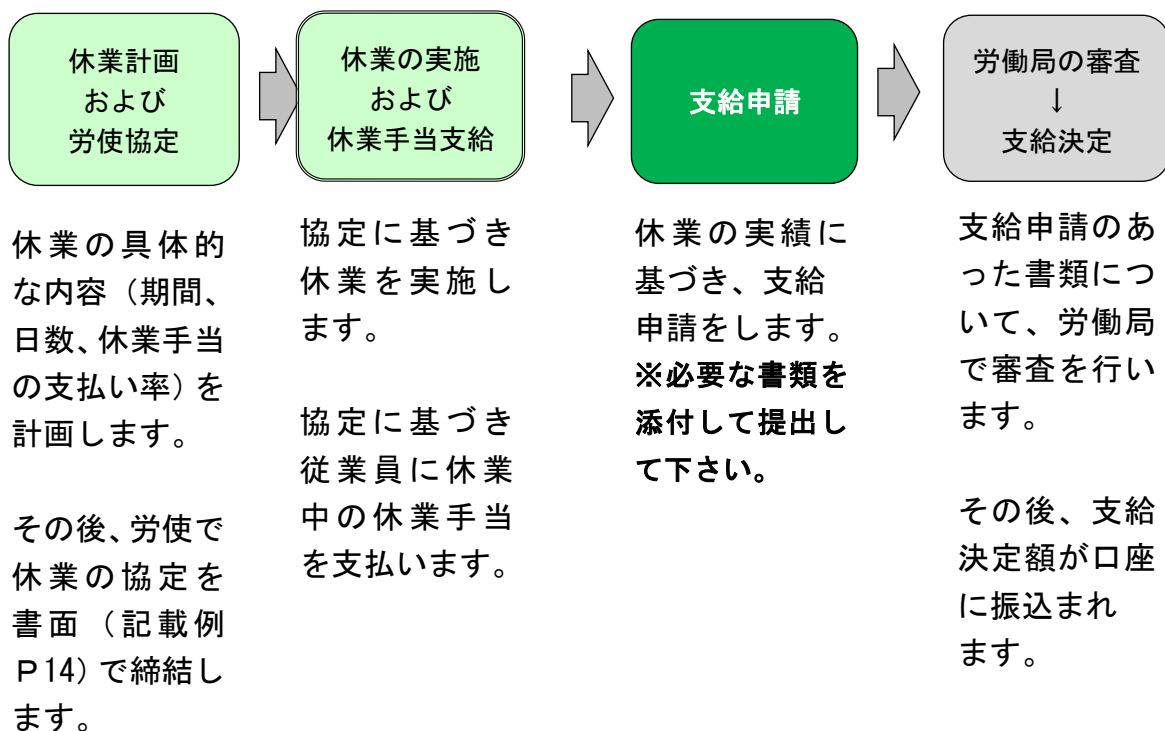 休業計画
および
労使協定
休業の実施
および
休業手当支給
支給申請
労働局の審査
↓
支給決定
休業の具体的
な内容（期間、
日数、休業手当
の支払い率）を
計画します。
その後、労使で
休業の協定を
書面（記載例
Ｐ14）で締結し
ます。
協定に基づき
休業を実施し
ます。
協定に基づき
従業員に休業
中の休業手当
を支払います。
休業の実績に
基づき、支給
申請をします。
※必要な書類を
添付して提出し
て下さい。
支給申請のあ
った書類につ
いて、労働局
で審査を行い
ます。
その後、支給
決定額が口座
に振込まれ
ます。